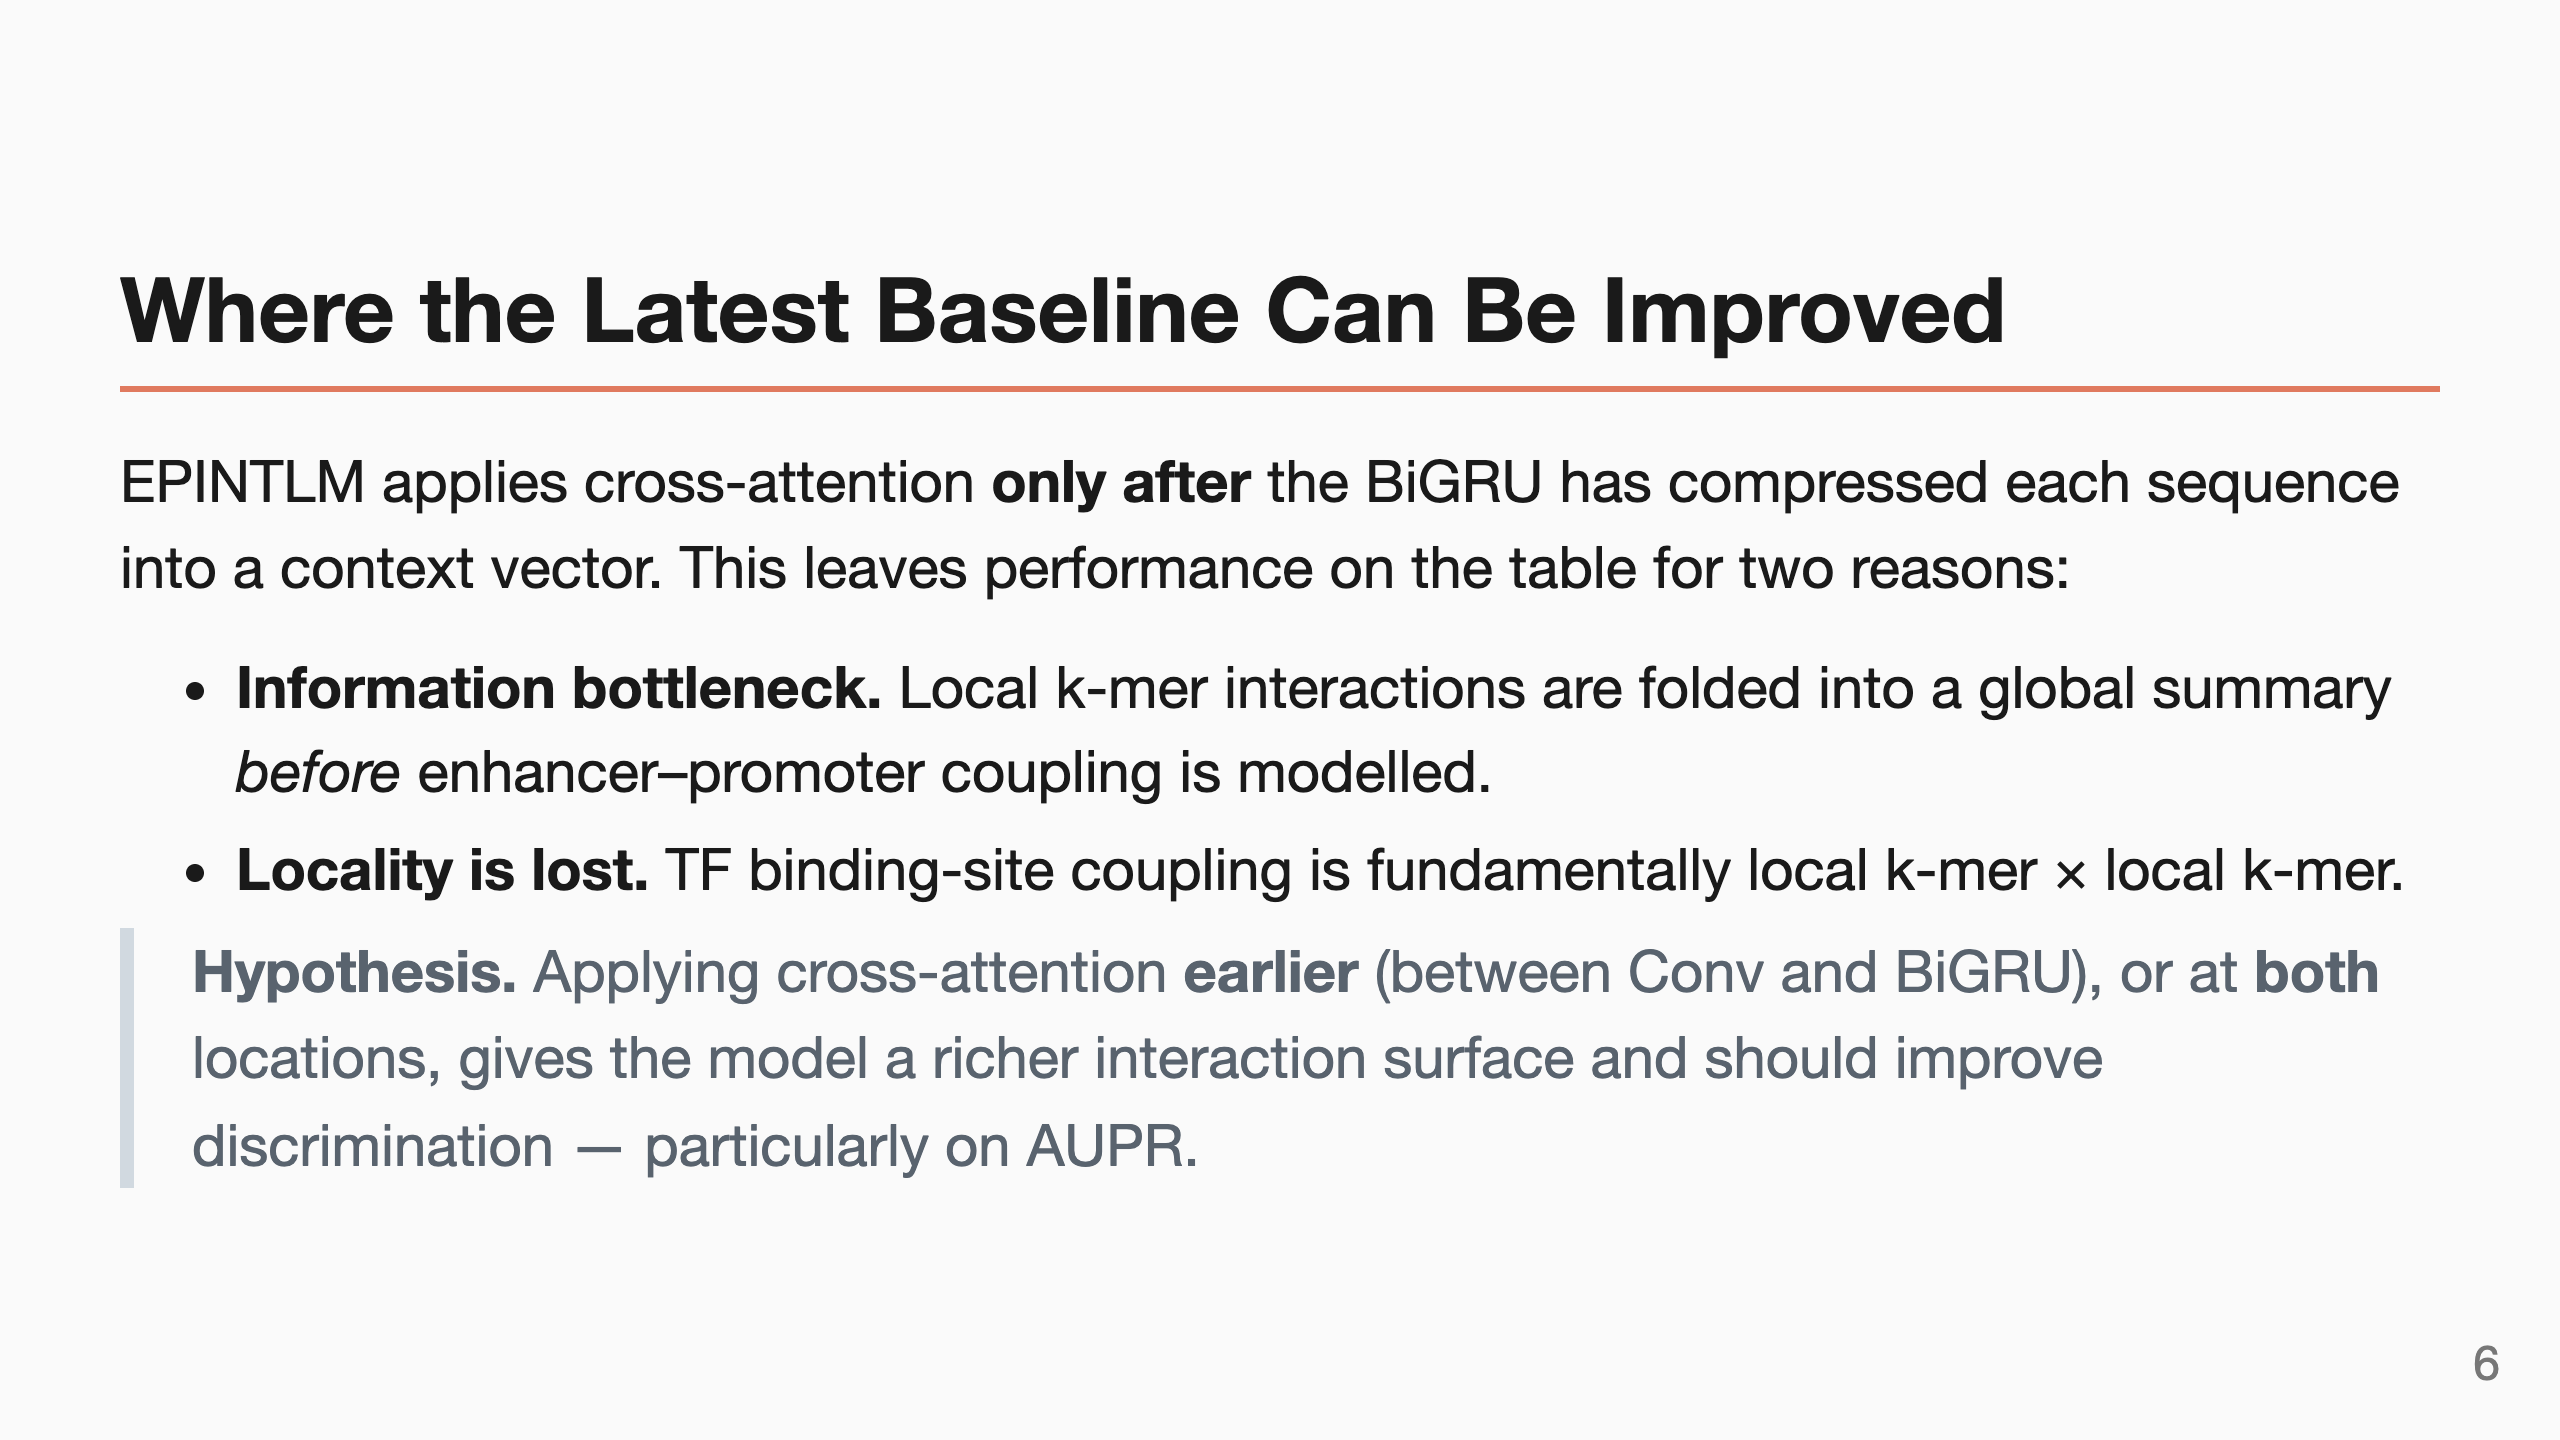 Where the Latest Baseline Can Be Improved
EPINTLM applies cross-attention only after the BiGRU has compressed each sequence
into a context vector. This leaves performance on the table for two reasons:
• Information bottleneck. Local k-mer interactions are folded into a global summary
before enhancer–promoter coupling is modelled.
• Locality is lost. TF binding-site coupling is fundamentally local k-mer × local k-mer.
Hypothesis. Applying cross-attention earlier (between Conv and BiGRU), or at both
locations, gives the model a richer interaction surface and should improve
discrimination — particularly on AUPR.
6